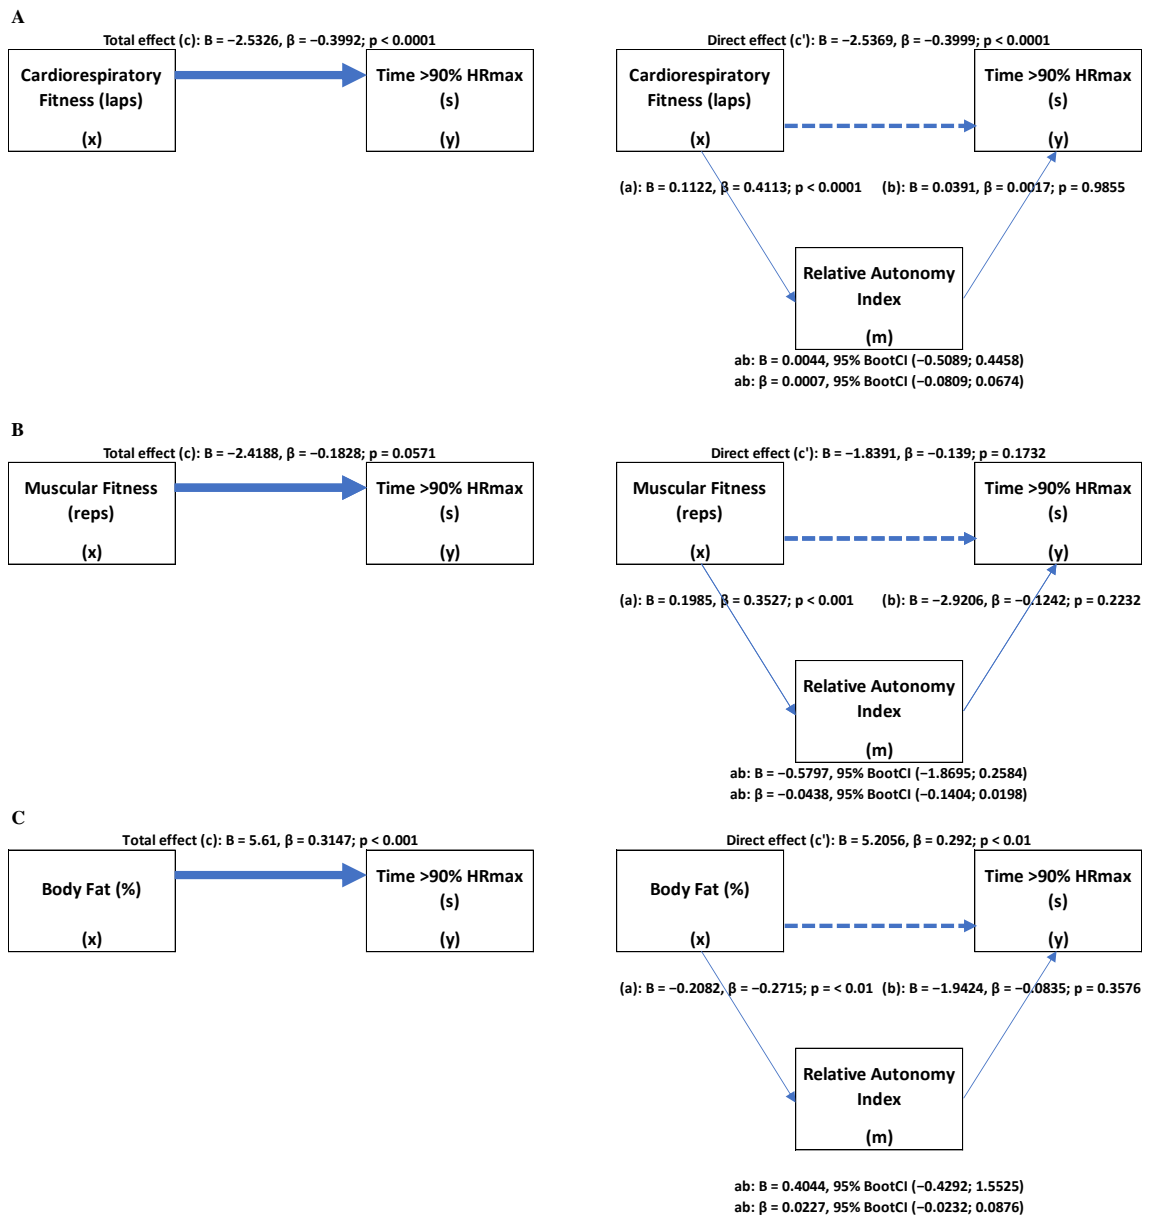 A
Total effect (c): B = −2.5326, β = −0.3992; p < 0.0001
Cardiorespiratory
Fitness (laps)
(x)
Time >90% HRmax
(s)
(y)
Direct effect (c'): B = −2.5369, β = −0.3999; p < 0.0001
Cardiorespiratory
Fitness (laps)
(x)
Time >90% HRmax
(s)
(y)
(a): B = 0.1122, β = 0.4113; p < 0.0001
(b): B = 0.0391, β = 0.0017; p = 0.9855
Relative Autonomy
Index
(m)
ab: B = 0.0044, 95% BootCI (−0.5089; 0.4458)
ab: β = 0.0007, 95% BootCI (−0.0809; 0.0674)
B
Total effect (c): B = −2.4188, β = −0.1828; p = 0.0571
Muscular Fitness
(reps)
(x)
Time >90% HRmax
(s)
(y)
Direct effect (c'): B = −1.8391, β = −0.139; p = 0.1732
Muscular Fitness
(reps)
(x)
Time >90% HRmax
(s)
(y)
(a): B = 0.1985, β = 0.3527; p < 0.001
(b): B = −2.9206, β = −0.1242; p = 0.2232
Relative Autonomy
Index
(m)
ab: B = −0.5797, 95% BootCI (−1.8695; 0.2584)
ab: β = −0.0438, 95% BootCI (−0.1404; 0.0198)
C
Total effect (c): B = 5.61, β = 0.3147; p < 0.001
Body Fat (%)
(x)
Time >90% HRmax
(s)
(y)
Direct effect (c'): B = 5.2056, β = 0.292; p < 0.01
Body Fat (%)
(x)
Time >90% HRmax
(s)
(y)
(a): B = −0.2082, β = −0.2715; p = < 0.01
(b): B = −1.9424, β = −0.0835; p = 0.3576
Relative Autonomy
Index
(m)
ab: B = 0.4044, 95% BootCI (−0.4292; 1.5525)
ab: β = 0.0227, 95% BootCI (−0.0232; 0.0876)